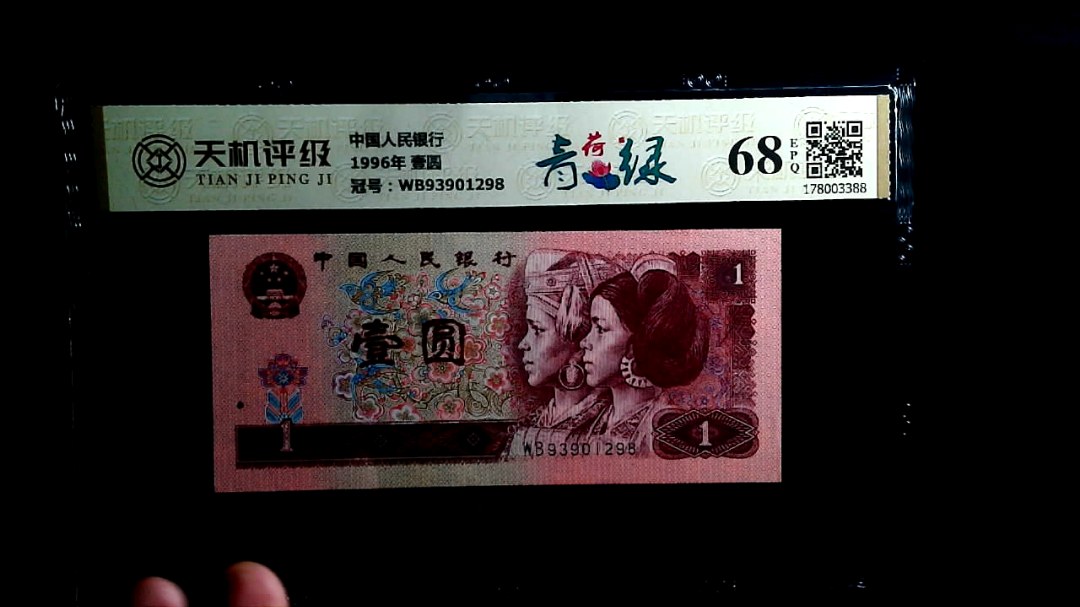 天机评级
TIAN JI PING JI
中国人民银行
1996年 壹圆
冠号：WB93901298
青荷绿
68
EPQ
178003388
中国人民银行
1
壹圆
1
WB93901298
1